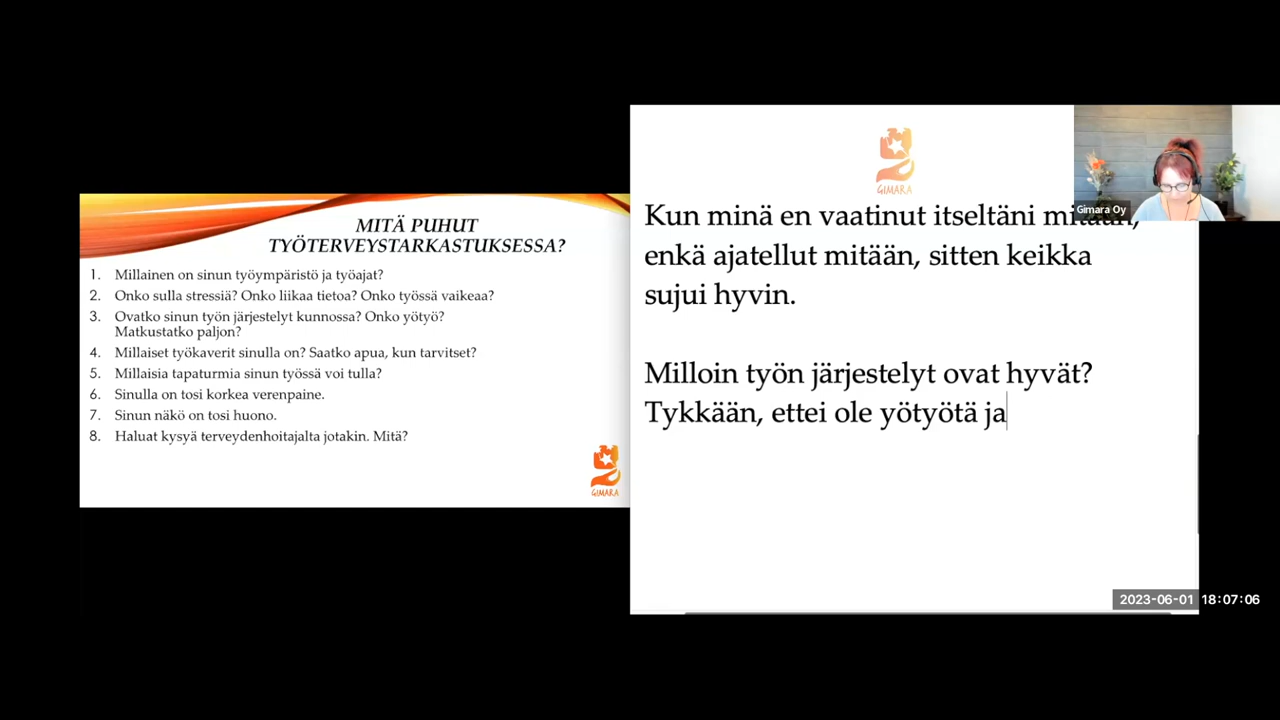 MITÄ PUHUT
TYÖTERVEYSTARKASTUKSESSA?
1. Millainen on sinun työympäristö ja työajat?
2. Onko sulla stressiä? Onko liikaa tietoa? Onko työssä vaikeaa?
3. Ovatko sinun työn järjestelyt kunnossa? Onko yötyö?
Matkustatko paljon?
4. Millaiset työkaverit sinulla on? Saatko apua, kun tarvitset?
5. Millaisia tapaturmia sinun työssä voi tulla?
6. Sinulla on tosi korkea verenpaine.
7. Sinun näkö on tosi huono.
8. Haluat kysyä terveydenhoitajalta jotakin. Mitä?
GIMARA
GIMARA
Kun minä en vaatinut itseltäni mitään,
enkä ajatellut mitään, sitten keikka
sujui hyvin.
Milloin työn järjestelyt ovat hyvät?
Tykkään, ettei ole yötyötä ja
Gimara Oy
2023-06-01 18:07:06